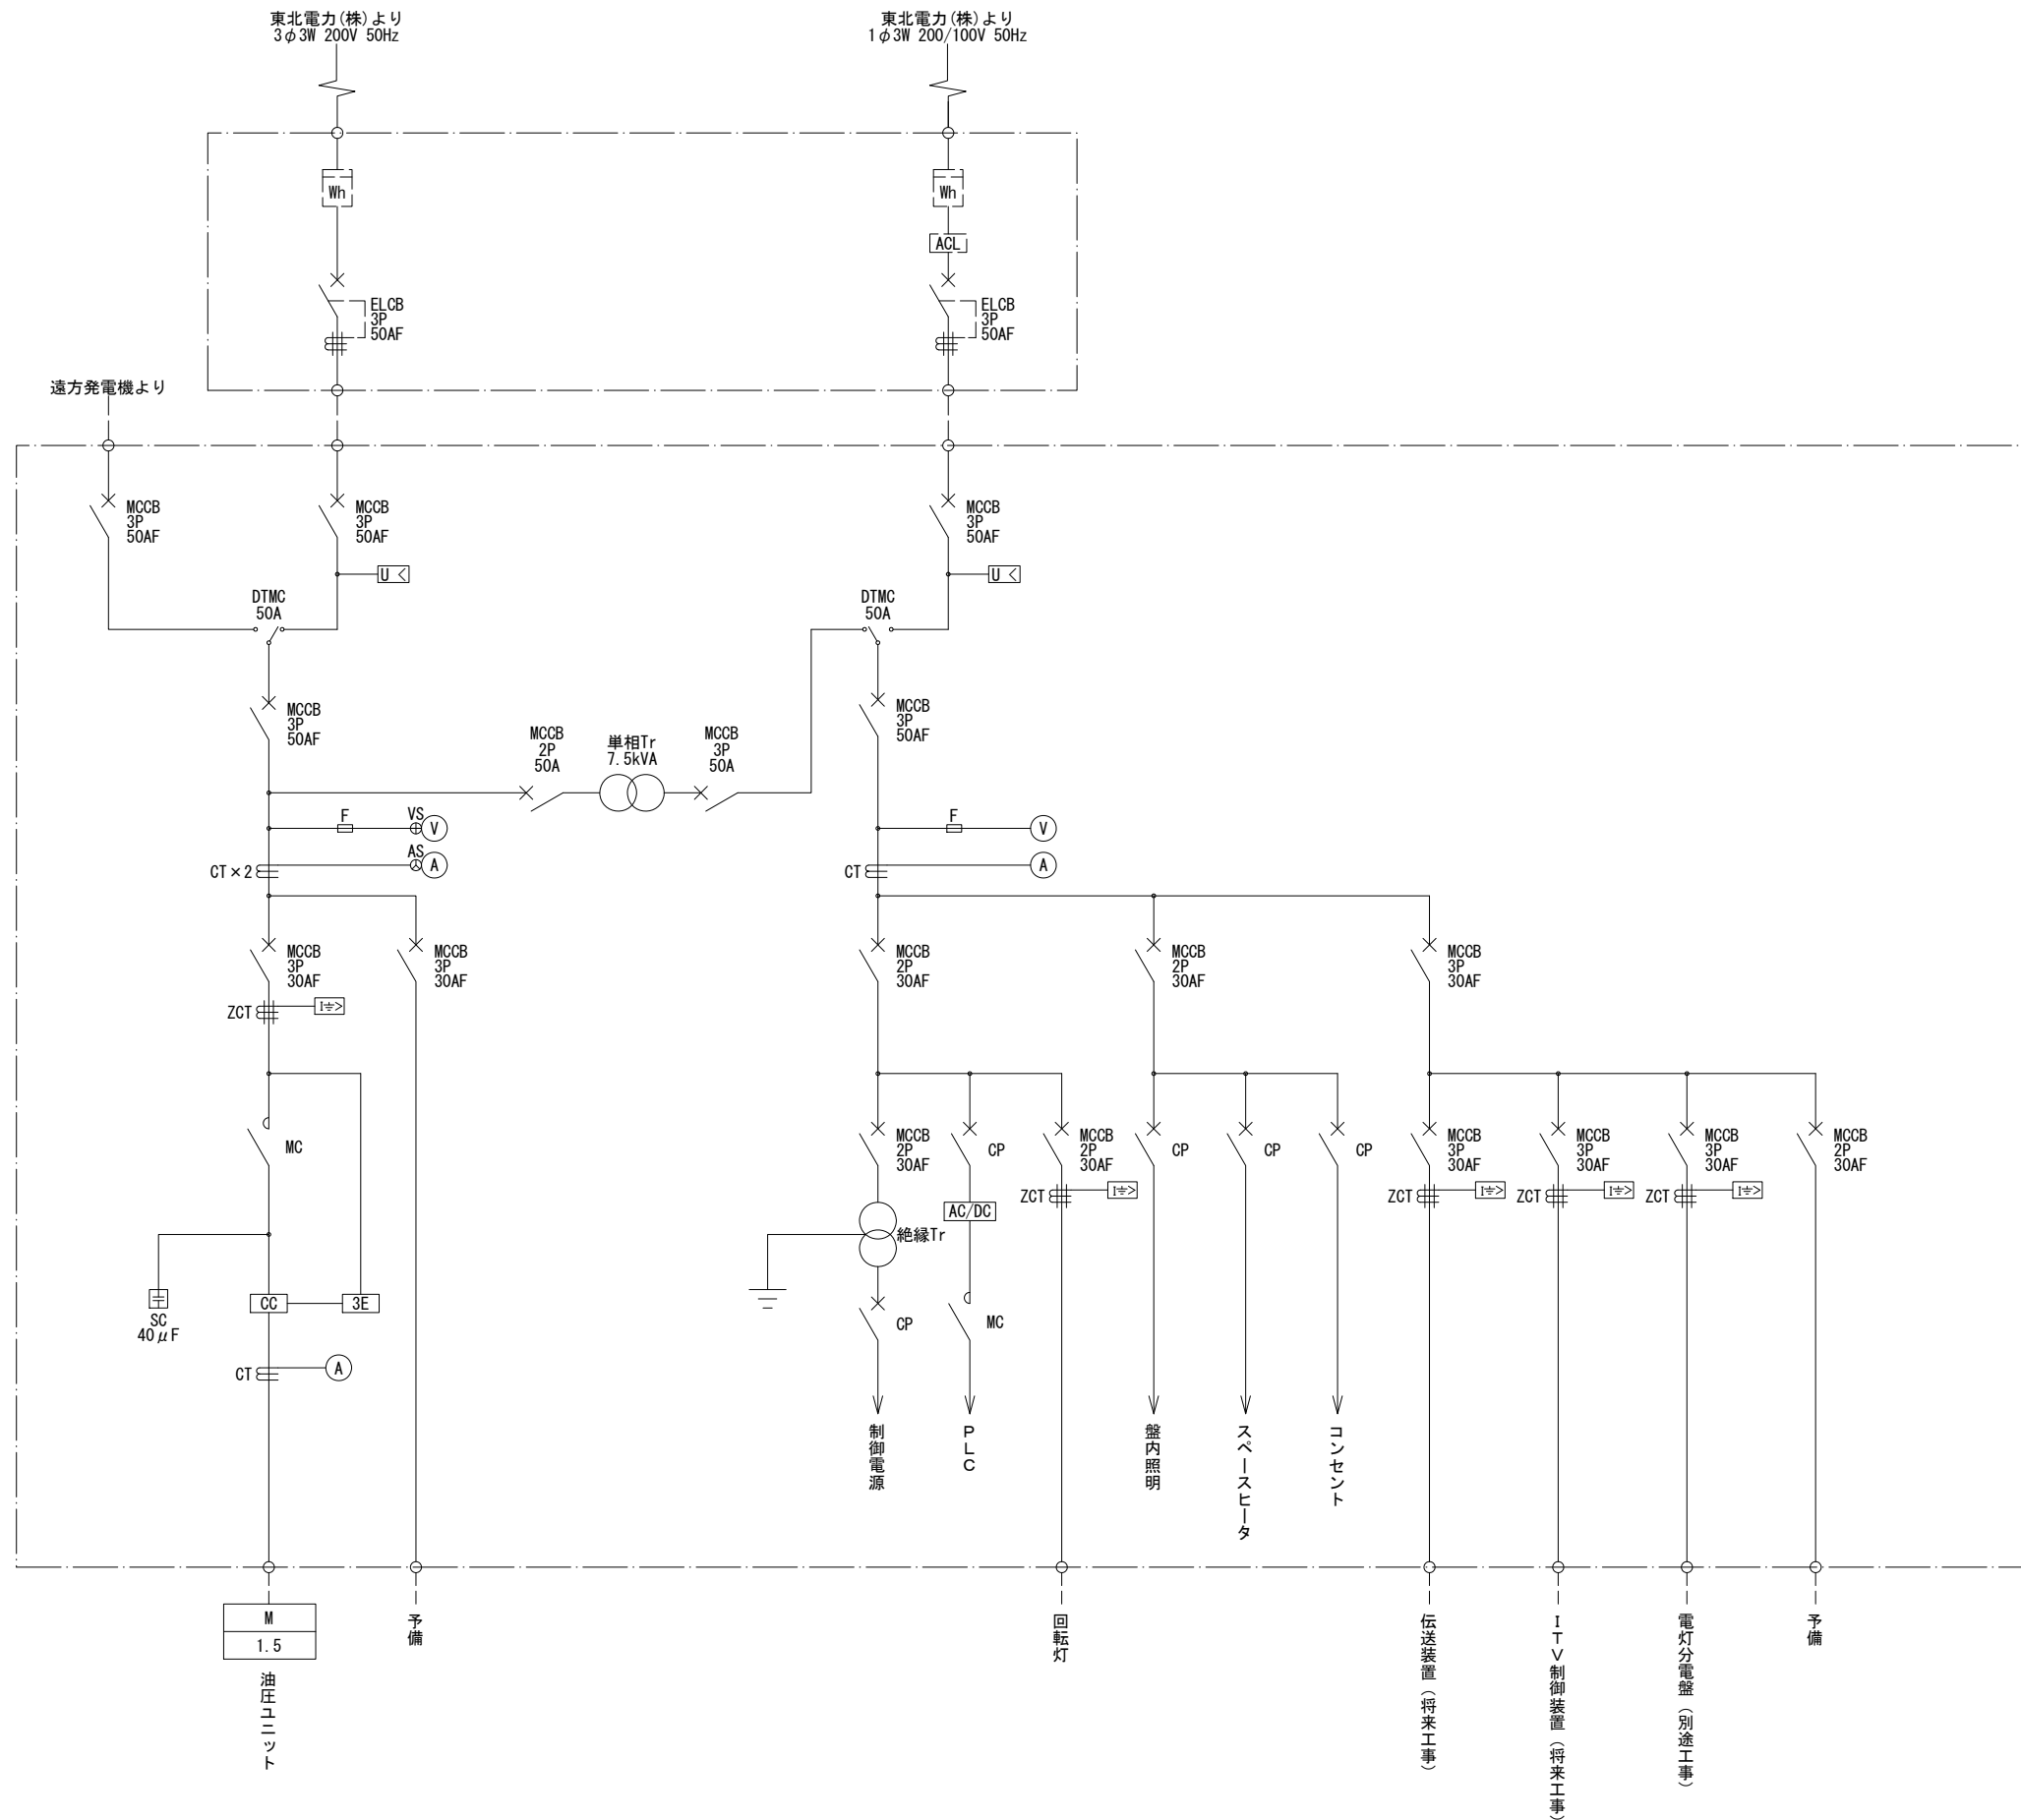 東北電力(株)より
3φ3W 200V 50Hz
東北電力(株)より
1φ3W 200/100V 50Hz
Wh
Wh
ACL
ELCB
3P
50AF
ELCB
3P
50AF
遠方発電機より
MCCB
3P
50AF
MCCB
3P
50AF
MCCB
3P
50AF
U <
U <
DTMC
50A
DTMC
50A
MCCB
3P
50AF
MCCB
3P
50AF
MCCB
2P
50A
単相Tr
7.5kVA
MCCB
3P
50A
F
VS
V
F
V
AS
A
A
CT×2
CT
MCCB
3P
30AF
MCCB
3P
30AF
MCCB
2P
30AF
MCCB
2P
30AF
MCCB
3P
30AF
ZCT
I>
MC
MCCB
2P
30AF
CP
MCCB
2P
30AF
CP
CP
CP
MCCB
3P
30AF
MCCB
3P
30AF
MCCB
3P
30AF
MCCB
2P
30AF
ZCT
I>
ZCT
I>
ZCT
I>
ZCT
I>
AC/DC
絶縁Tr
CC
3E
SC
40μF
CP
MC
CT
A
制御電源
PLC
盤内照明
スペースヒータ
コンセント
M
1.5
油圧ユニット
予備
回転灯
伝送装置（将来工事）
ITV制御装置（将来工事）
電灯分電盤（別途工事）
予備